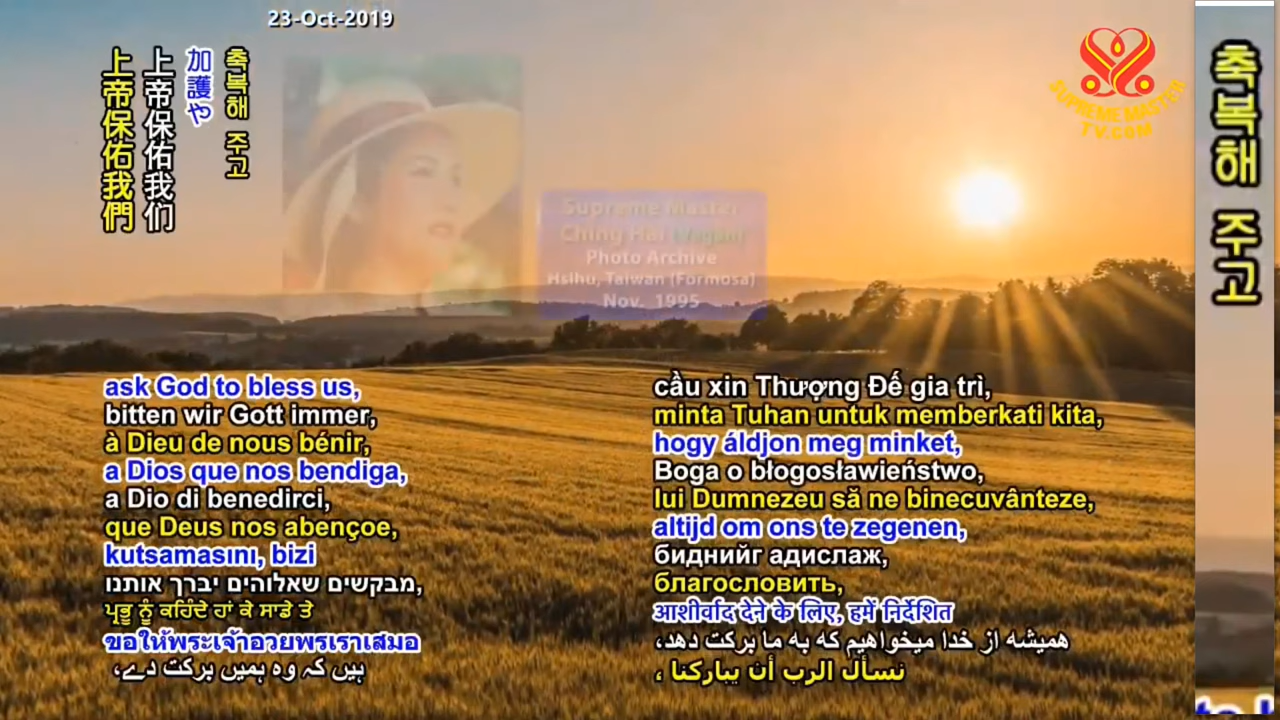 23-Oct-2019
축복해 주고
加護や
上帝保佑我们
上帝保佑我們
SUPREME MASTER
TV.COM
Supreme Master
Ching Hai (Vegan)
Photo Archive
Hsihu, Taiwan (Formosa)
Nov. 1995
ask God to bless us,
bitten wir Gott immer,
à Dieu de nous bénir,
a Dios que nos bendiga,
a Dio di benedirci,
que Deus nos abençoe,
kutsamasını, bizi
מבקשים שאלוהים יברך אותנו,
ਪ੍ਰਭੂ ਨੂੰ ਕਹਿੰਦੇ ਹਾਂ ਕੇ ਸਾਡੇ ਤੇ
ขอให้พระเจ้าอวยพรเราเสมอ
ہیں کہ وہ ہمیں برکت دے،
cầu xin Thượng Đế gia trì,
minta Tuhan untuk memberkati kita,
hogy áldjon meg minket,
Boga o błogosławieństwo,
lui Dumnezeu să ne binecuvânteze,
altijd om ons te zegenen,
биднийг адислаж,
благословить,
आशीर्वाद देने के लिए, हमें निर्देशित
همیشه از خدا میخواهیم که به ما برکت دهد،
نسأل الرب أن يباركنا ،
축복해 주고